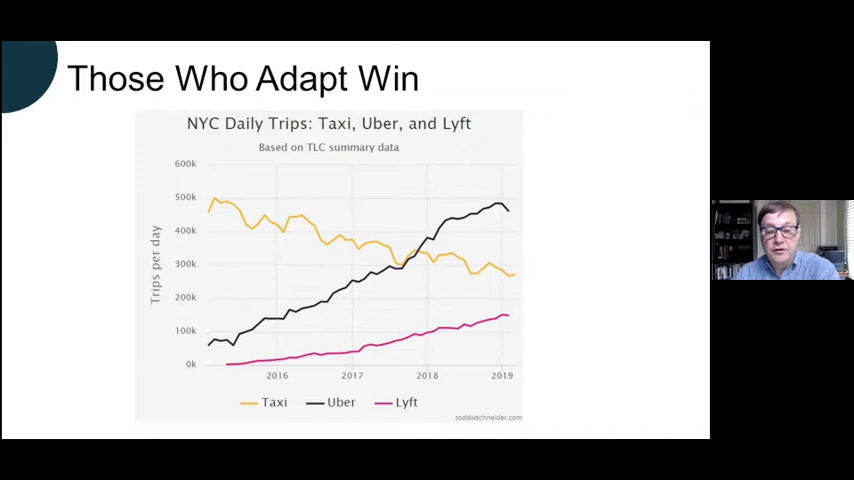 Those Who Adapt Win
NYC Daily Trips: Taxi, Uber, and Lyft
Based on TLC summary data
600k
500k
400k
300k
200k
100k
0k
Trips per day
2016 2017 2018 2019
Taxi Uber Lyft
toddwschneider.com